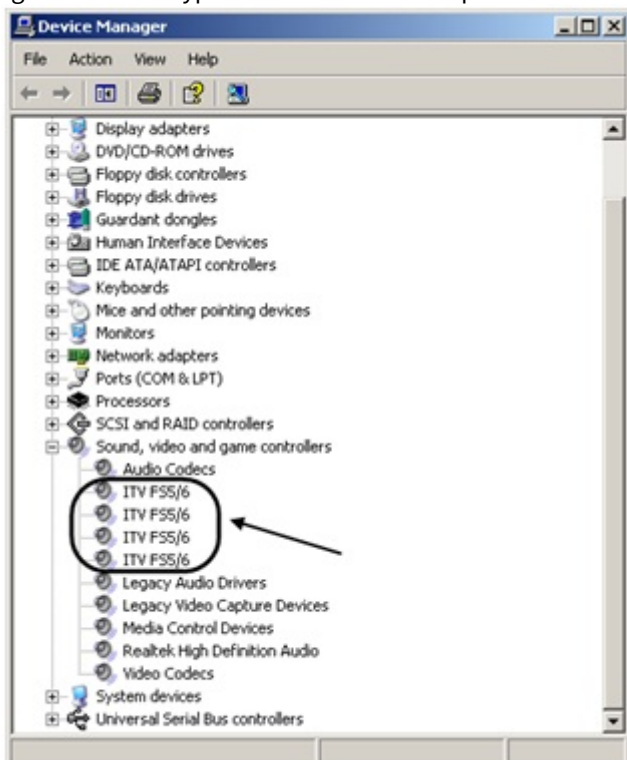 Device Manager
File Action View Help
Display adapters
DVD/CD-ROM drives
Floppy disk controllers
Floppy disk drives
Guardant dongles
Human Interface Devices
IDE ATA/ATAPI controllers
Keyboards
Mice and other pointing devices
Monitors
Network adapters
Ports (COM & LPT)
Processors
SCSI and RAID controllers
Sound, video and game controllers
Audio Codecs
ITV FS5/6
ITV FS5/6
ITV FS5/6
ITV FS5/6
Legacy Audio Drivers
Legacy Video Capture Devices
Media Control Devices
Realtek High Definition Audio
Video Codecs
System devices
Universal Serial Bus controllers